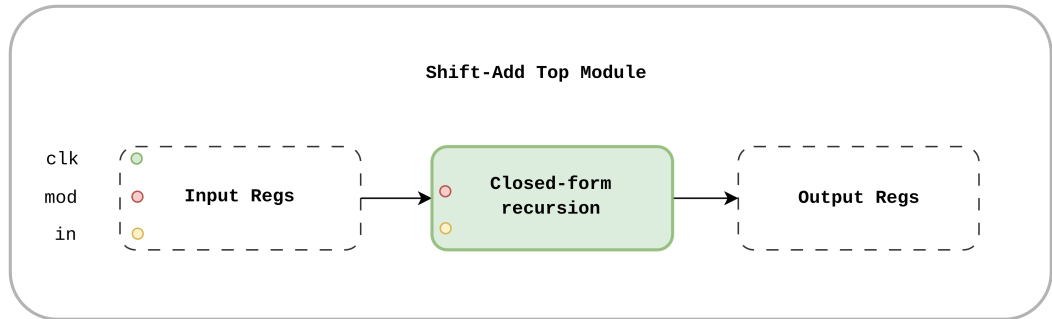 Shift-Add Top Module
clk
mod
in
Input Regs
Closed-form
recursion
Output Regs